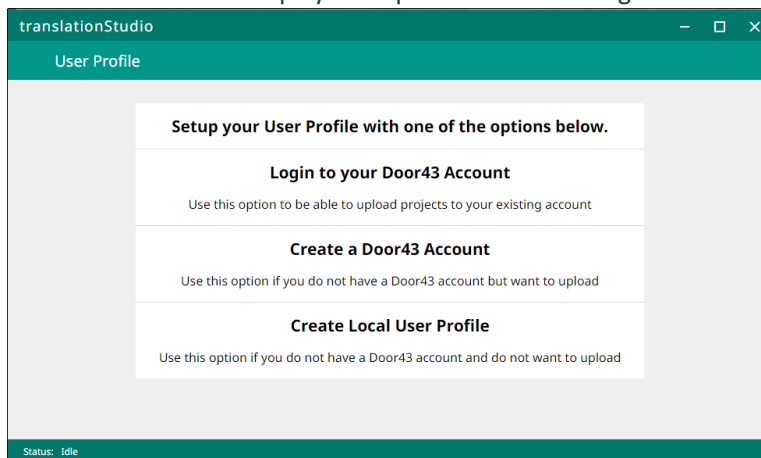 translationStudio
User Profile
Setup your User Profile with one of the options below.
Login to your Door43 Account
Use this option to be able to upload projects to your existing account
Create a Door43 Account
Use this option if you do not have a Door43 account but want to upload
Create Local User Profile
Use this option if you do not have a Door43 account and do not want to upload
Status: Idle